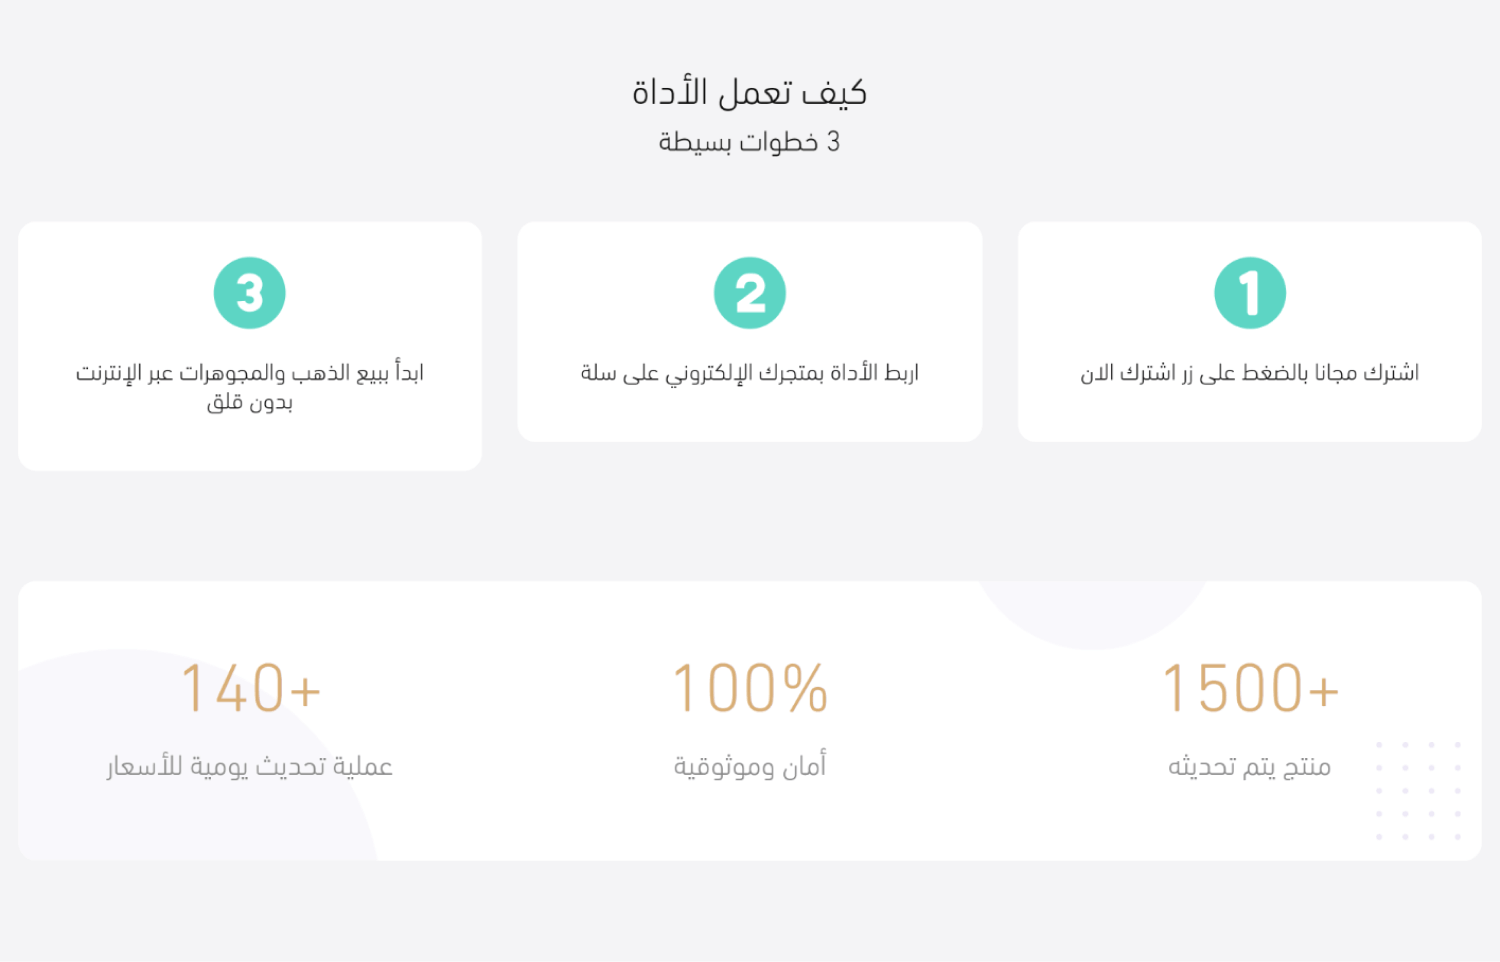 كيف تعمل الأداة
3 خطوات بسيطة
1
اشترك مجانا بالضغط على زر اشترك الان
2
اربط الأداة بمتجرك الإلكتروني على سلة
3
ابدأ ببيع الذهب والمجوهرات عبر الإنترنت
بدون قلق
1500+
منتج يتم تحديثه
100%
أمان وموثوقية
140+
عملية تحديث يومية للأسعار